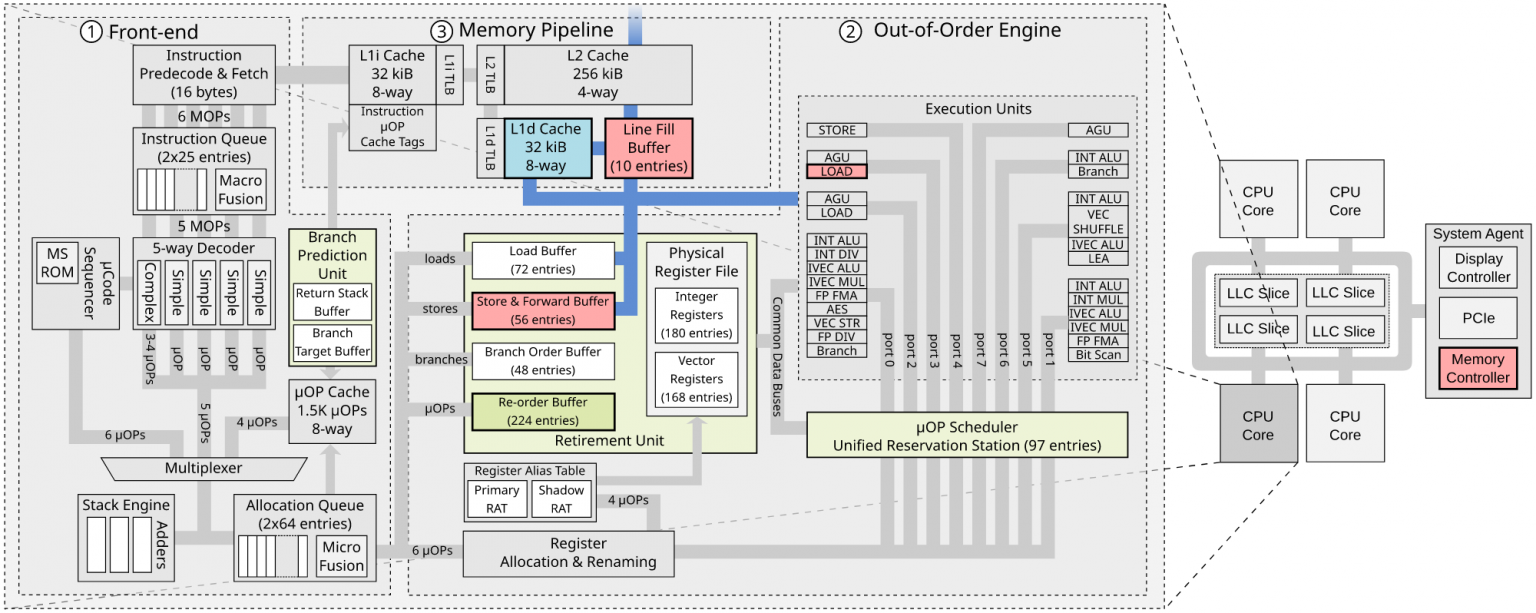 ① Front-end
Instruction
Predecode & Fetch
(16 bytes)
6 MOPs
Instruction Queue
(2x25 entries)
Macro
Fusion
5 MOPs
5-way Decoder
MS
ROM
μCode
Sequencer
Complex
Simple
Simple
Simple
Simple
3-4 μOPs
μOP
μOP
μOP
μOP
Branch
Prediction
Unit
Return Stack
Buffer
Branch
Target Buffer
μOP Cache
1.5K μOPs
8-way
5 μOPs
4 μOPs
6 μOPs
Multiplexer
Stack Engine
Adders
Allocation Queue
(2x64 entries)
Micro
Fusion
③ Memory Pipeline
L1i Cache
32 kiB
8-way
Instruction
μOP
Cache Tags
L1i TLB
L2 TLB
L2 Cache
256 kiB
4-way
L1d TLB
L1d Cache
32 kiB
8-way
Line Fill
Buffer
(10 entries)
② Out-of-Order Engine
loads
Load Buffer
(72 entries)
stores
Store & Forward Buffer
(56 entries)
branches
Branch Order Buffer
(48 entries)
μOPs
Re-order Buffer
(224 entries)
Retirement Unit
Physical
Register File
Integer
Registers
(180 entries)
Vector
Registers
(168 entries)
Register Alias Table
Primary
RAT
Shadow
RAT
4 μOPs
6 μOPs
Register
Allocation & Renaming
Common Data Buses
Execution Units
STORE
AGU
LOAD
AGU
LOAD
INT ALU
INT DIV
IVEC ALU
IVEC MUL
FP FMA
AES
VEC STR
FP DIV
Branch
port 0
port 2
port 3
port 4
port 7
port 6
port 5
port 1
AGU
INT ALU
Branch
INT ALU
VEC
SHUFFLE
IVEC ALU
LEA
INT ALU
INT MUL
IVEC ALU
IVEC MUL
FP FMA
Bit Scan
μOP Scheduler
Unified Reservation Station (97 entries)
CPU
Core
CPU
Core
LLC Slice
LLC Slice
LLC Slice
LLC Slice
CPU
Core
CPU
Core
System Agent
Display
Controller
PCIe
Memory
Controller